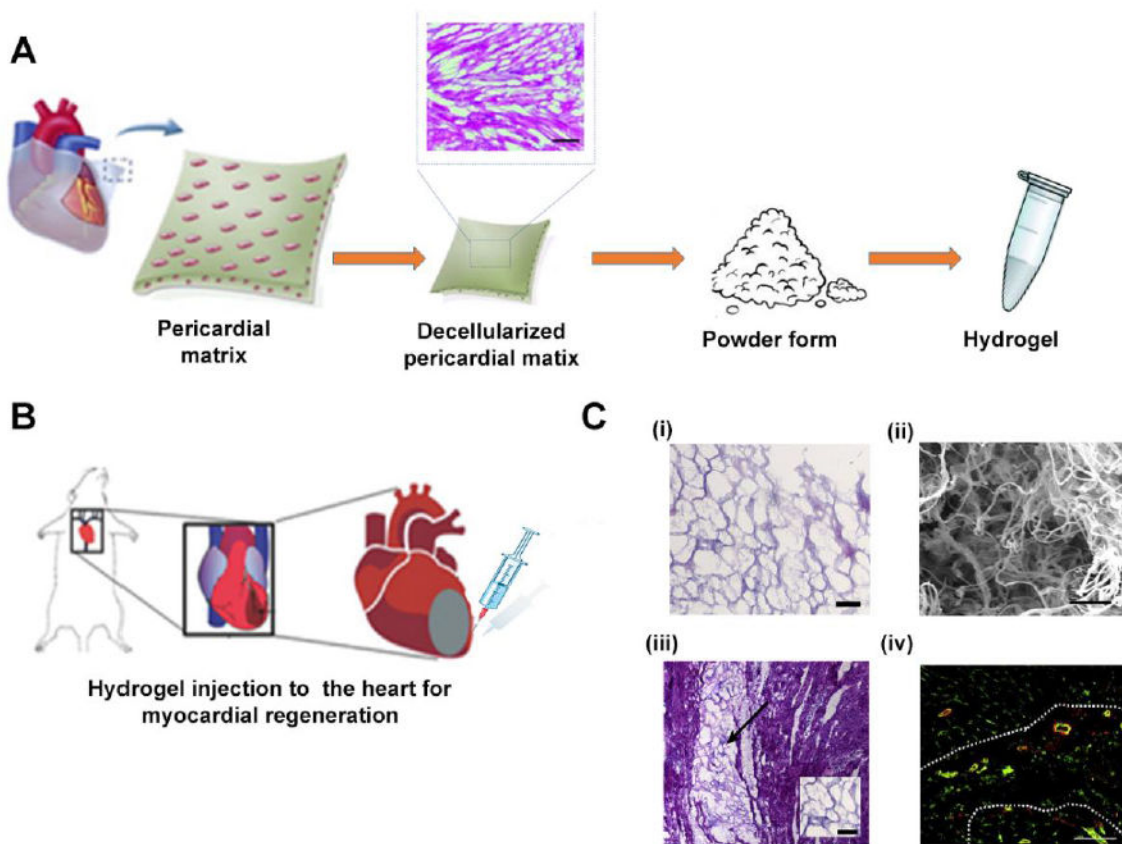 A
Pericardial
matrix
Decellularized
pericardial matix
Powder form
Hydrogel
B
Hydrogel injection to the heart for
myocardial regeneration
C
(i)
(ii)
(iii)
(iv)